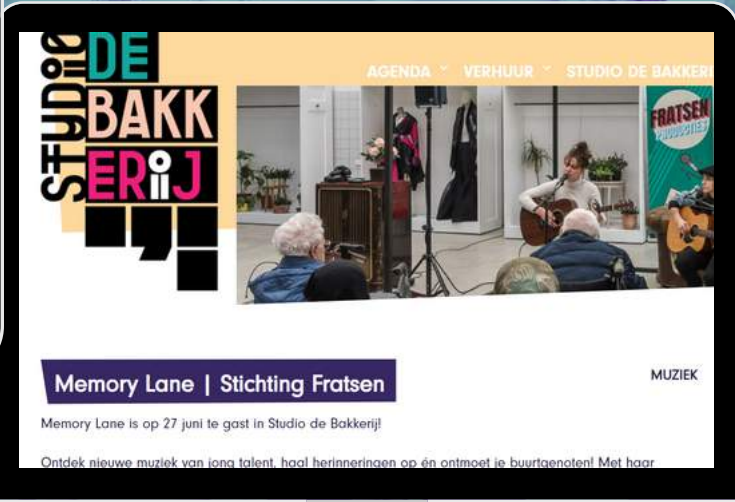 STUDiO
DE
BAKK
ERiJ
AGENDA VERHUUR STUDIO DE BAKKERI
FRATSEN
PRODUCTIES
Memory Lane | Stichting Fratsen
MUZIEK
Memory Lane is op 27 juni te gast in Studio de Bakkerij!
Ontdek nieuwe muziek van jong talent, haal herinneringen op én ontmoet je buurtgenoten! Met haar